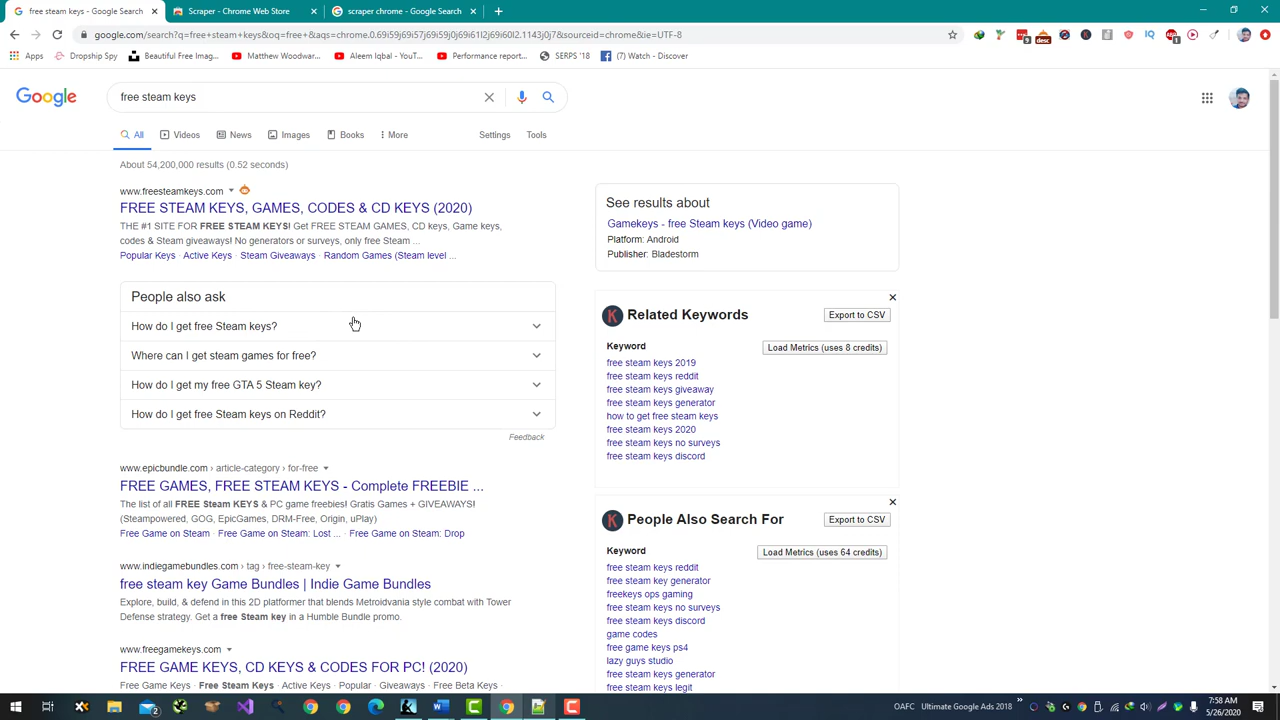 free steam keys - Google Search
Scraper - Chrome Web Store
scraper chrome - Google Search
google.com/search?q=free+steam+keys&oq=free+&aqs=chrome.0.69i59j69i57j69i59j0j69i61l2j69i60l2.1143j0j7&sourceid=chrome&ie=UTF-8
Apps
Dropship Spy
Beautiful Free Imag...
Matthew Woodwar...
Aleem Iqbal - YouT...
Performance report...
SERPS '18
(7) Watch - Discover
Google
free steam keys
All
Videos
News
Images
Books
More
Settings
Tools
About 54,200,000 results (0.52 seconds)
www.freesteamkeys.com
FREE STEAM KEYS, GAMES, CODES & CD KEYS (2020)
THE #1 SITE FOR FREE STEAM KEYS! Get FREE STEAM GAMES, CD keys, Game keys,
codes & Steam giveaways! No generators or surveys, only free Steam ...
Popular Keys · Active Keys · Steam Giveaways · Random Games (Steam level ...
People also ask
How do I get free Steam keys?
Where can I get steam games for free?
How do I get my free GTA 5 Steam key?
How do I get free Steam keys on Reddit?
Feedback
www.epicbundle.com › article-category › for-free
FREE GAMES, FREE STEAM KEYS - Complete FREEBIE ...
The list of all FREE Steam KEYS & PC game freebies! Gratis Games + GIVEAWAYS!
(Steampowered, GOG, EpicGames, DRM-Free, Origin, uPlay)
Free Game on Steam · Free Game on Steam: Lost ... · Free Game on Steam: Drop
www.indiegamebundles.com › tag › free-steam-key
free steam key Game Bundles | Indie Game Bundles
Explore, build, & defend in this 2D platformer that blends Metroidvania style combat with Tower
Defense strategy. Get a free Steam key in a Humble Bundle promo.
www.freegamekeys.com
FREE GAME KEYS, CD KEYS & CODES FOR PC! (2020)
Free Game Keys · Free Steam Keys · Active Keys · Popular · Giveaways · Free Beta Keys ·
See results about
Gamekeys - free Steam keys (Video game)
Platform: Android
Publisher: Bladestorm
Related Keywords
Export to CSV
Keyword
Load Metrics (uses 8 credits)
free steam keys 2019
free steam keys reddit
free steam keys giveaway
free steam keys generator
how to get free steam keys
free steam keys 2020
free steam keys no surveys
free steam keys discord
People Also Search For
Export to CSV
Keyword
Load Metrics (uses 64 credits)
free steam keys reddit
free steam key generator
freekeys ops gaming
free steam keys no surveys
free steam keys discord
game codes
free game keys ps4
lazy guys studio
free steam keys generator
free steam keys legit
OAFC
Ultimate Google Ads 2018
7:58 AM
5/26/2020